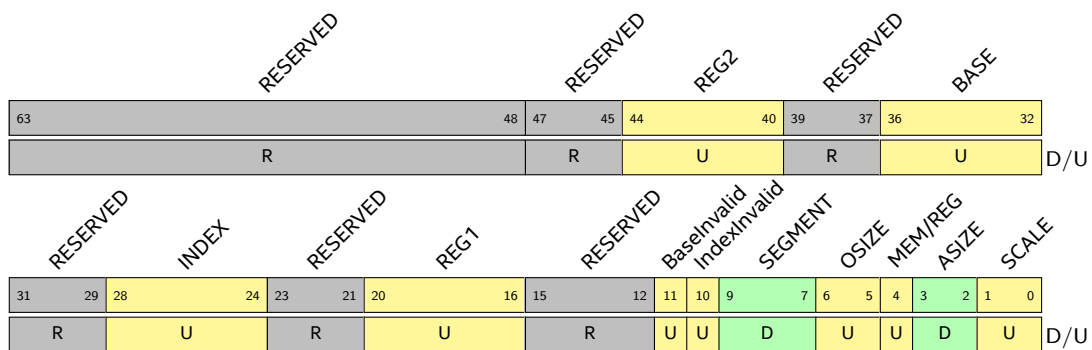 RESERVED RESERVED REG2 RESERVED BASE
63 48 47 45 44 40 39 37 36 32
R R U R U D/U
RESERVED INDEX RESERVED REG1 RESERVED BaseInvalid IndexInvalid SEGMENT OSIZE MEM/REG ASIZE SCALE
31 29 28 24 23 21 20 16 15 12 11 10 9 7 6 5 4 3 2 1 0
R U R U R U U D U U D U D/U